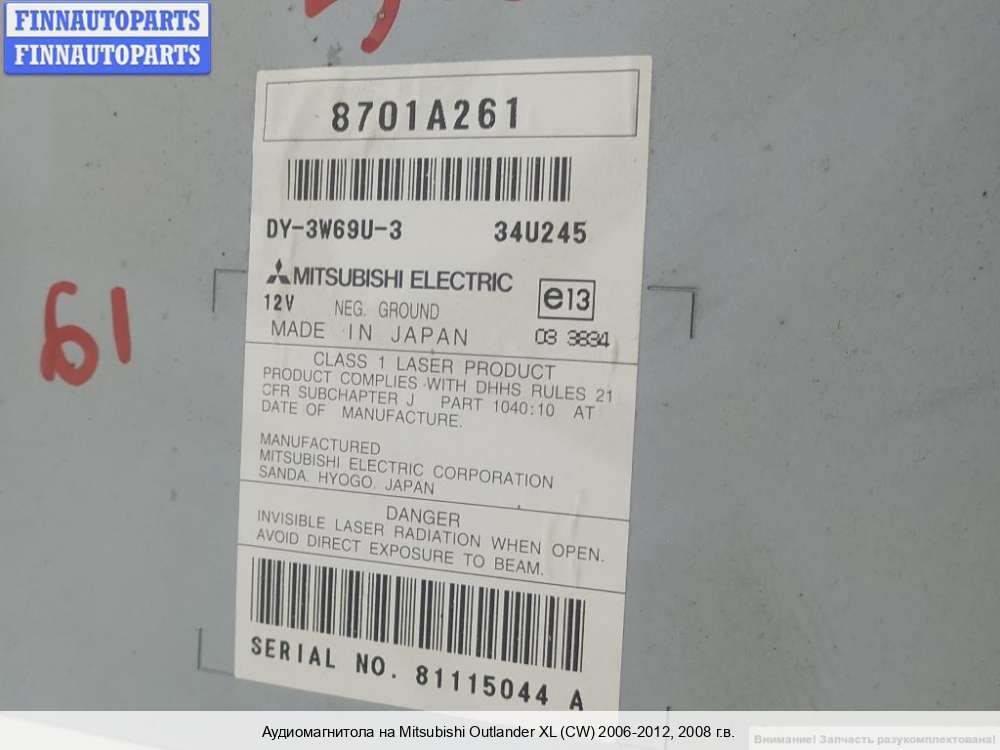 FINNAUTOPARTS
FINNAUTOPARTS
8701A261
DY-3W69U-3 34U245
MITSUBISHI ELECTRIC
12V NEG. GROUND e13
MADE IN JAPAN 03 3834
CLASS 1 LASER PRODUCT
PRODUCT COMPLIES WITH DHHS RULES 21
CFR SUBCHAPTER J PART 1040:10 AT
DATE OF MANUFACTURE.
MANUFACTURED
MITSUBISHI ELECTRIC CORPORATION
SANDA. HYOGO. JAPAN
DANGER
INVISIBLE LASER RADIATION WHEN OPEN.
AVOID DIRECT EXPOSURE TO BEAM.
SERIAL NO. 81115044 A
61
Аудиомагнитола на Mitsubishi Outlander XL (CW) 2006-2012, 2008 г.в.
Внимание! Запчасть разукомплектована!